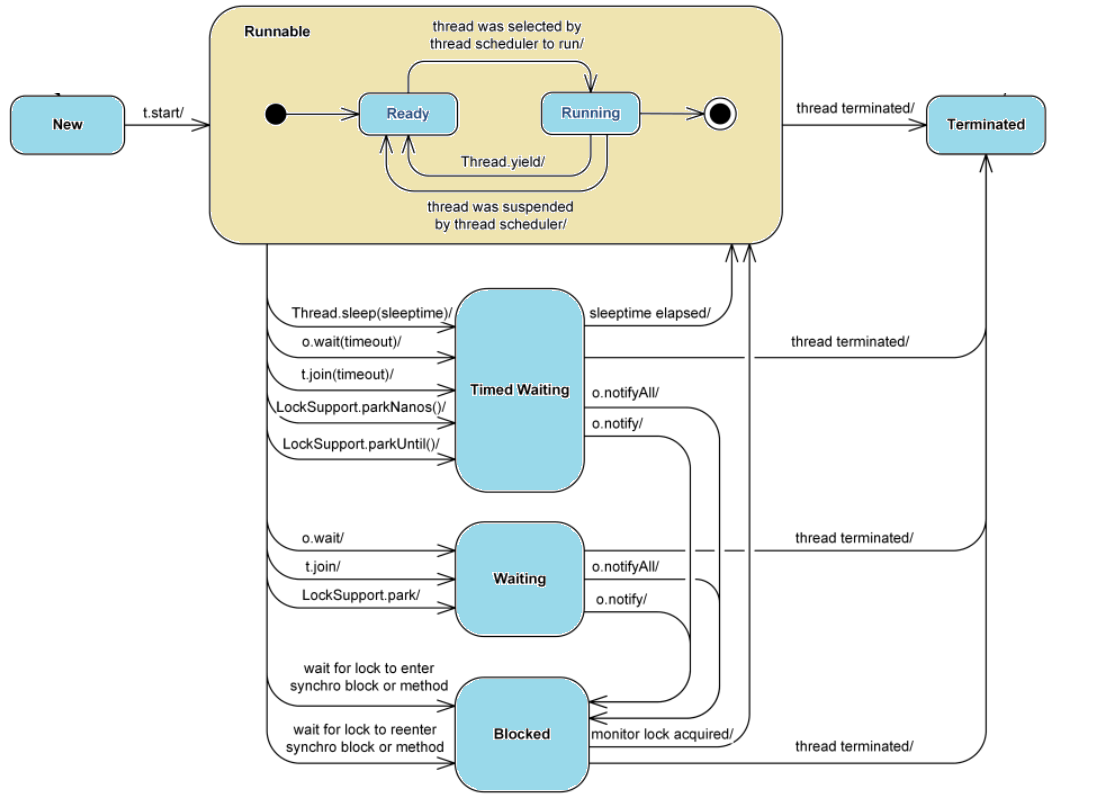 Runnable
thread was selected by
thread scheduler to run/
New
t.start/
Ready
Running
thread terminated/
Terminated
Thread.yield/
thread was suspended
by thread scheduler/
Thread.sleep(sleeptime)/
sleeptime elapsed/
o.wait(timeout)/
thread terminated/
t.join(timeout)/
Timed Waiting
o.notifyAll/
LockSupport.parkNanos()/
o.notify/
LockSupport.parkUntil()/
o.wait/
thread terminated/
t.join/
Waiting
o.notifyAll/
LockSupport.park/
o.notify/
wait for lock to enter
synchro block or method
Blocked
wait for lock to reenter
synchro block or method
monitor lock acquired/
thread terminated/